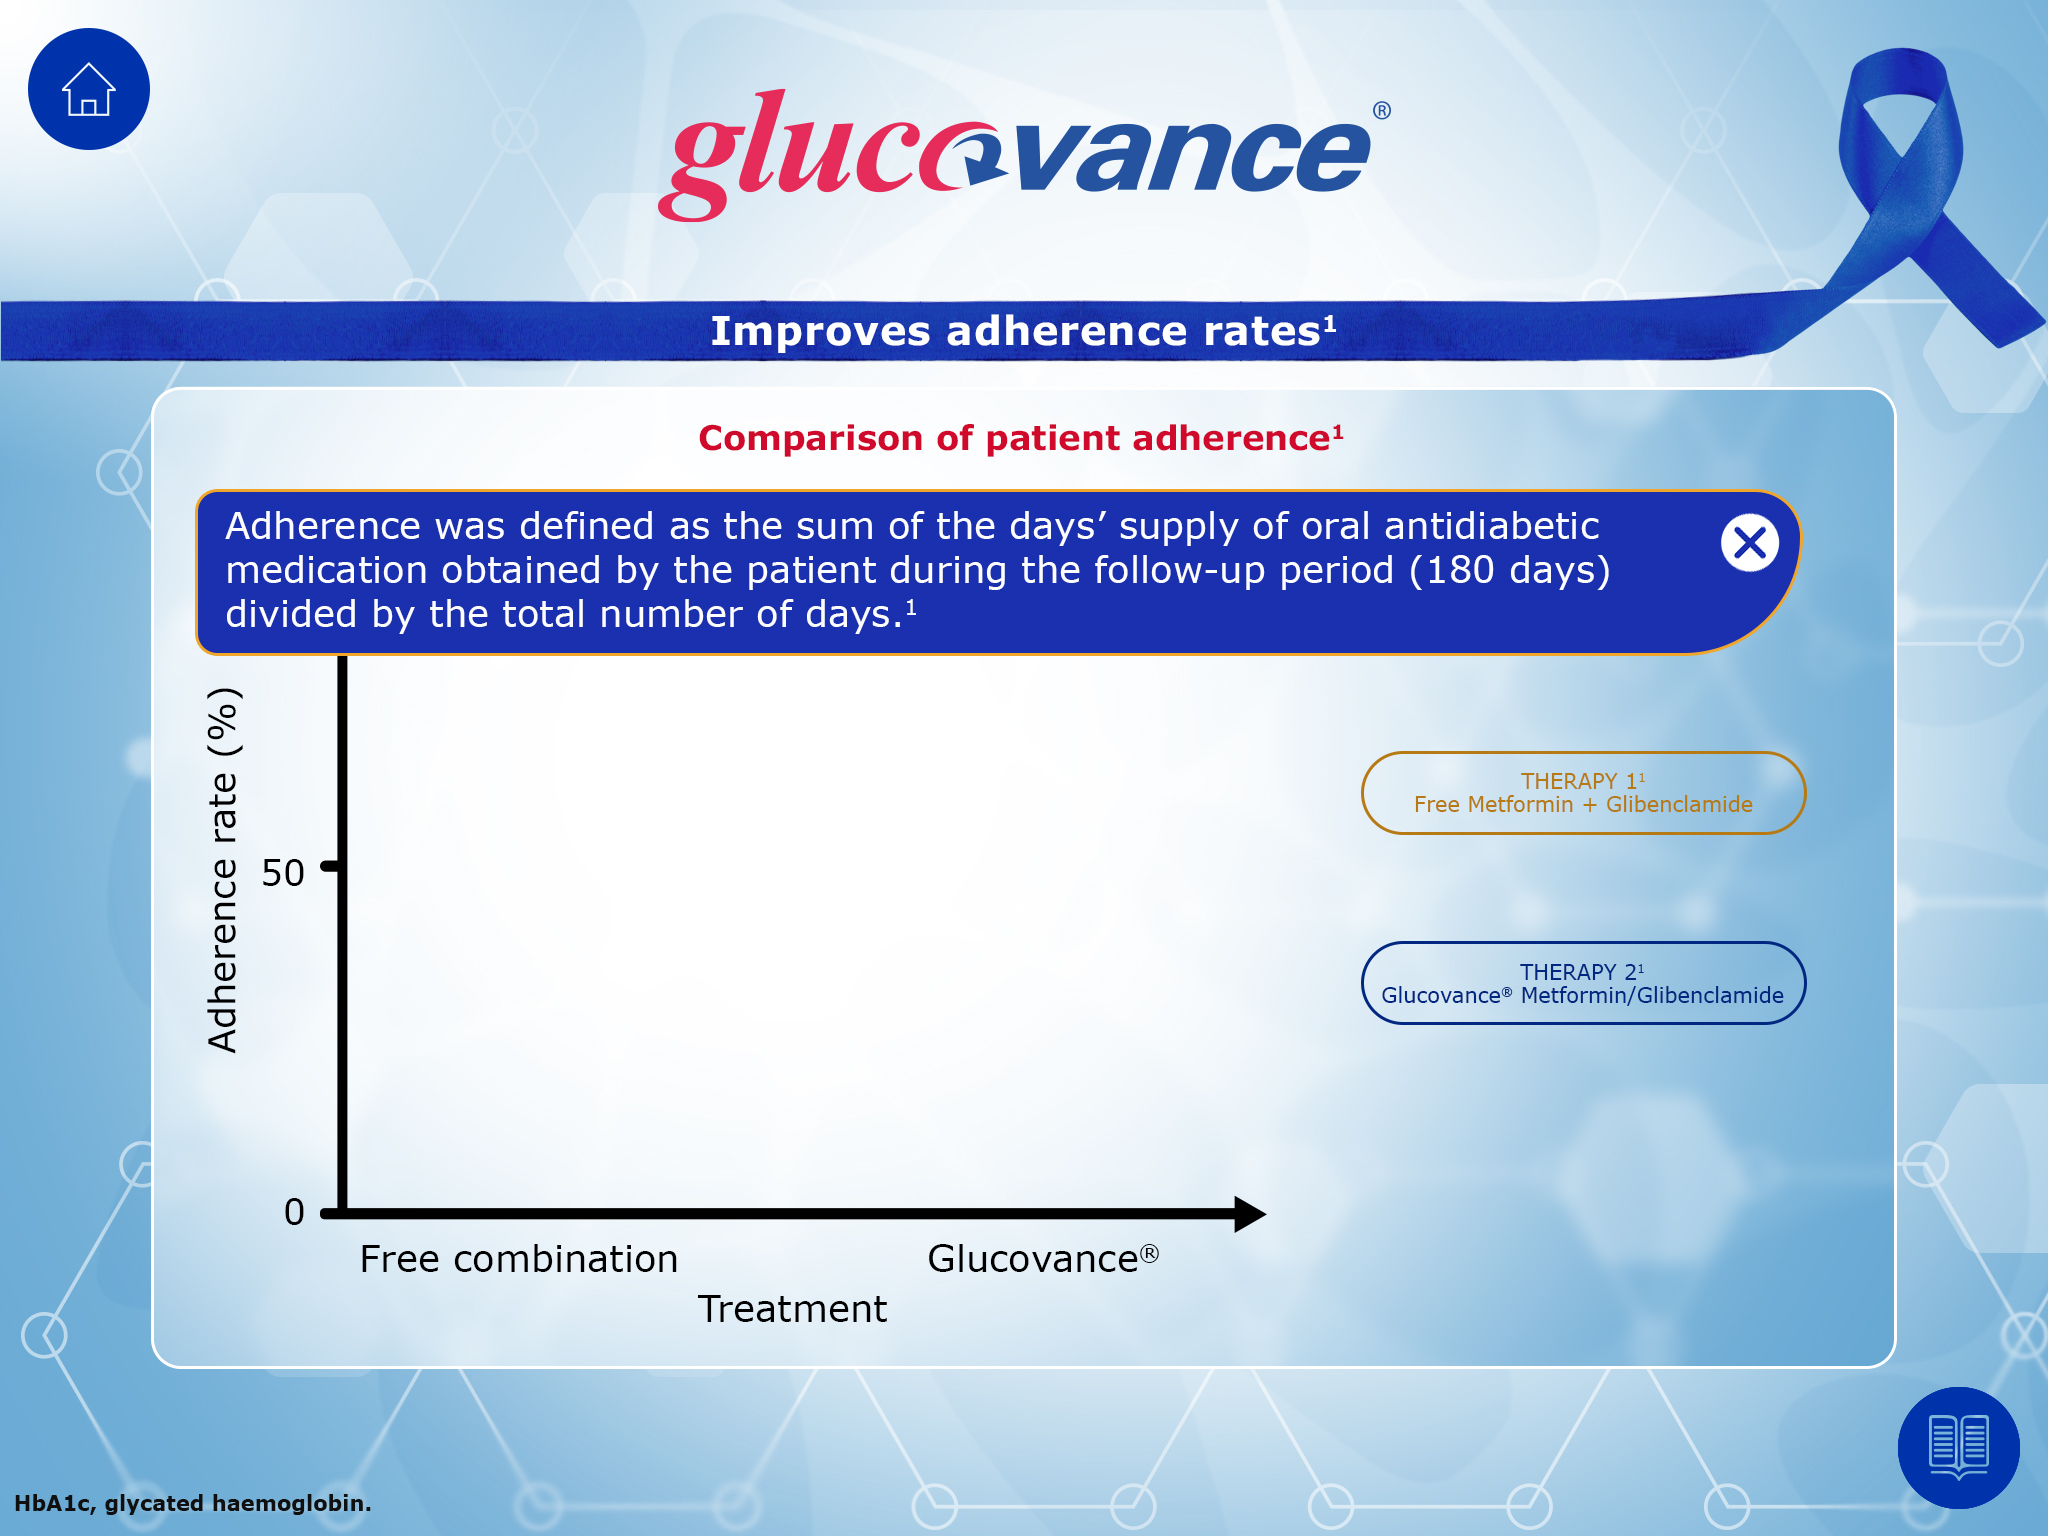 glucovance®
Improves adherence rates¹
Comparison of patient adherence¹
Adherence was defined as the sum of the days’ supply of oral antidiabetic
medication obtained by the patient during the follow-up period (180 days)
divided by the total number of days.¹
Adherence rate (%)
50
0
Free combination
Glucovance®
Treatment
THERAPY 1¹
Free Metformin + Glibenclamide
THERAPY 2¹
Glucovance® Metformin/Glibenclamide
HbA1c, glycated haemoglobin.